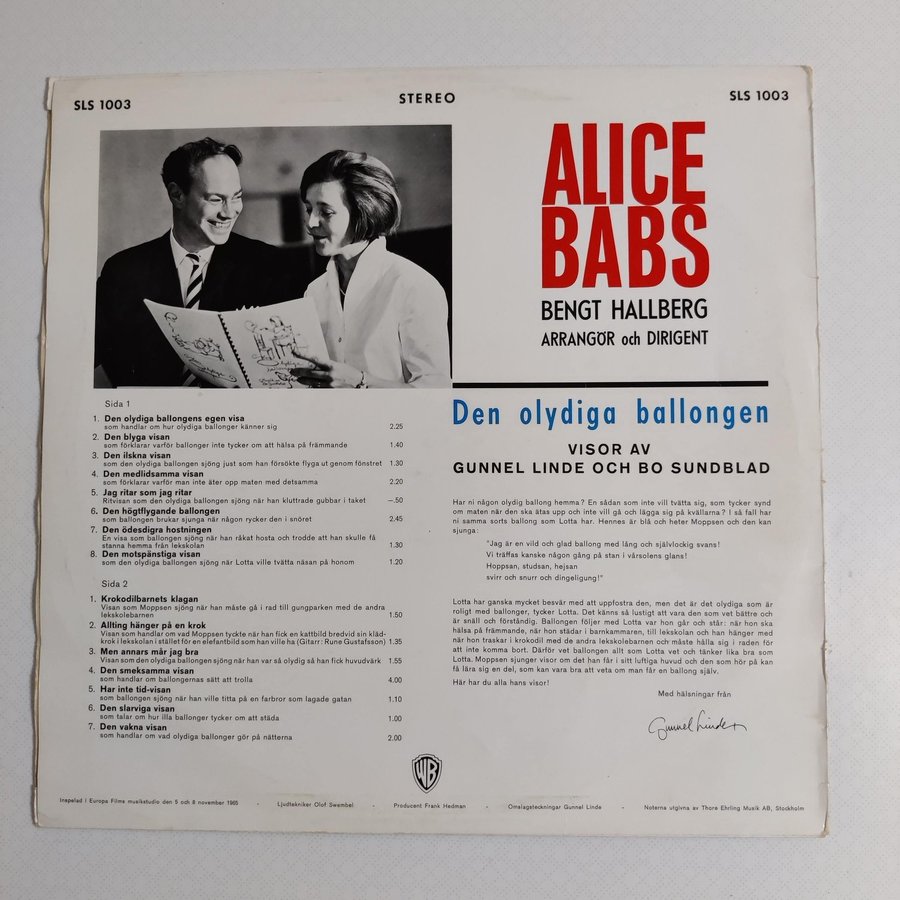 SLS 1003
STEREO
SLS 1003
ALICE
BABS
BENGT HALLBERG
ARRANGÖR och DIRIGENT
Den olydiga ballongen
VISOR AV
GUNNEL LINDE OCH BO SUNDBLAD
Sida 1
1. Den olydiga ballongens egen visa
som handlar om hur olydiga ballonger känner sig 2.25
2. Den blyga visan
som förklarar varför ballonger inte tycker om att hälsa på främmande 1.40
3. Den ilskna visan
som den olydiga ballongen sjöng just som han försökte flyga ut genom fönstret 1.30
4. Den medlidsamma visan
som förklarar varför man inte äter opp maten med detsamma 2.20
5. Jag ritar som jag ritar
Ritvisan som den olydiga ballongen sjöng när han kluttrade gubbar i taket —.50
6. Den högtflygande ballongen
som ballongen brukar sjunga när någon rycker den i snöret 2.45
7. Den ödesdigra hostningen
En visa som ballongen sjöng när han råkat hosta och trodde att han skulle få
stanna hemma från lekskolan 1.30
8. Den motspänstiga visan
som den olydiga ballongen sjöng när Lotta ville tvätta näsan på honom 1.20
Sida 2
1. Krokodilbarnets klagan
Visan som Moppsen sjöng när han måste gå i rad till gungparken med de andra
lekskolebarnen 1.50
2. Allting hänger på en krok
Visan som handlar om vad Moppsen tyckte när han fick en kattbild bredvid sin kläd-
krok i lekskolan i stället för en elefantbild som han ville ha (Gitarr: Rune Gustafsson) 1.35
3. Men annars mår jag bra
Visan som den olydiga ballongen sjöng när han var så olydig så han fick huvudvärk 1.55
4. Den smeksamma visan
som handlar om ballongernas sätt att trolla 4.00
5. Har inte tid-visan
som ballongen sjöng när han ville titta på en farbror som lagade gatan 1.10
6. Den slarviga visan
som talar om hur illa ballonger tycker om att städa 1.00
7. Den vakna visan
som handlar om vad olydiga ballonger gör på nätterna 2.00
Har ni någon olydig ballong hemma? En sådan som inte vill tvätta sig, som tycker synd
om maten när den ska ätas upp och inte vill gå och lägga sig på kvällarna? I så fall har
ni samma sorts ballong som Lotta har. Hennes är blå och heter Moppsen och den kan
sjunga:
"Jag är en vild och glad ballong med lång och självlockig svans!
Vi träffas kanske någon gång på stan i vårsolens glans!
Hoppsan, studsan, hejsan
svirr och snurr och dingeligung!"
Lotta har ganska mycket besvär med att uppfostra den, men det är det olydiga som är
roligt med ballonger, tycker Lotta. Det känns så lustigt att vara den som vet bättre och
är snäll och förståndig. Ballongen följer med Lotta var hon går och står: när hon ska
hälsa på främmande, när hon städar i barnkammaren, till lekskolan och han hänger med
när hon traskar i krokodil med de andra lekskolebarnen och måste hålla sig i raden för
att inte komma bort. Därför vet ballongen allt som Lotta vet och tänker lika bra som
Lotta. Moppsen sjunger visor om det han får i sitt luftiga huvud och den som hör på kan
få lära sig en del, som kan vara bra att veta om man får en ballong själv.
Här har du alla hans visor!
Med hälsningar från
Gunnel Linde
WB
Inspelad i Europa Films musikstudio den 5 och 8 november 1965 - Ljudtekniker Olof Swembel - Producent Frank Hedman - Omslagsteckningar Gunnel Linde - Noterna utgivna av Thore Ehrling Musik AB, Stockholm